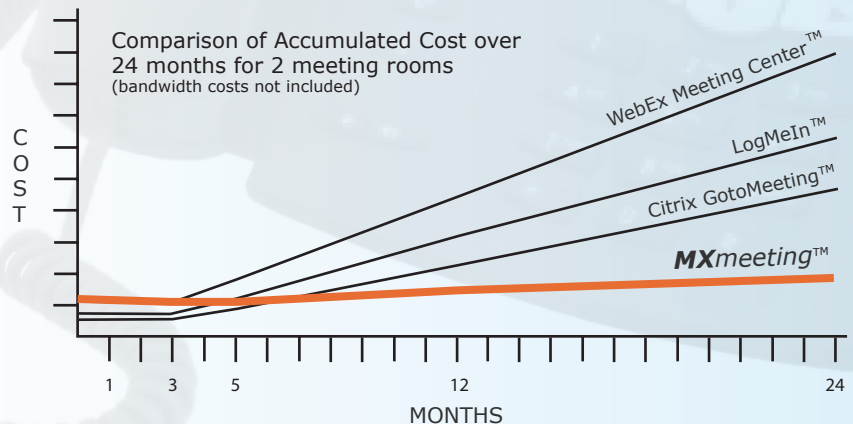 Comparison of Accumulated Cost over
24 months for 2 meeting rooms
(bandwidth costs not included)
WebEx Meeting Center™
LogMeIn™
Citrix GotoMeeting™
MXmeeting™
COST
1 3 5 12 24
MONTHS